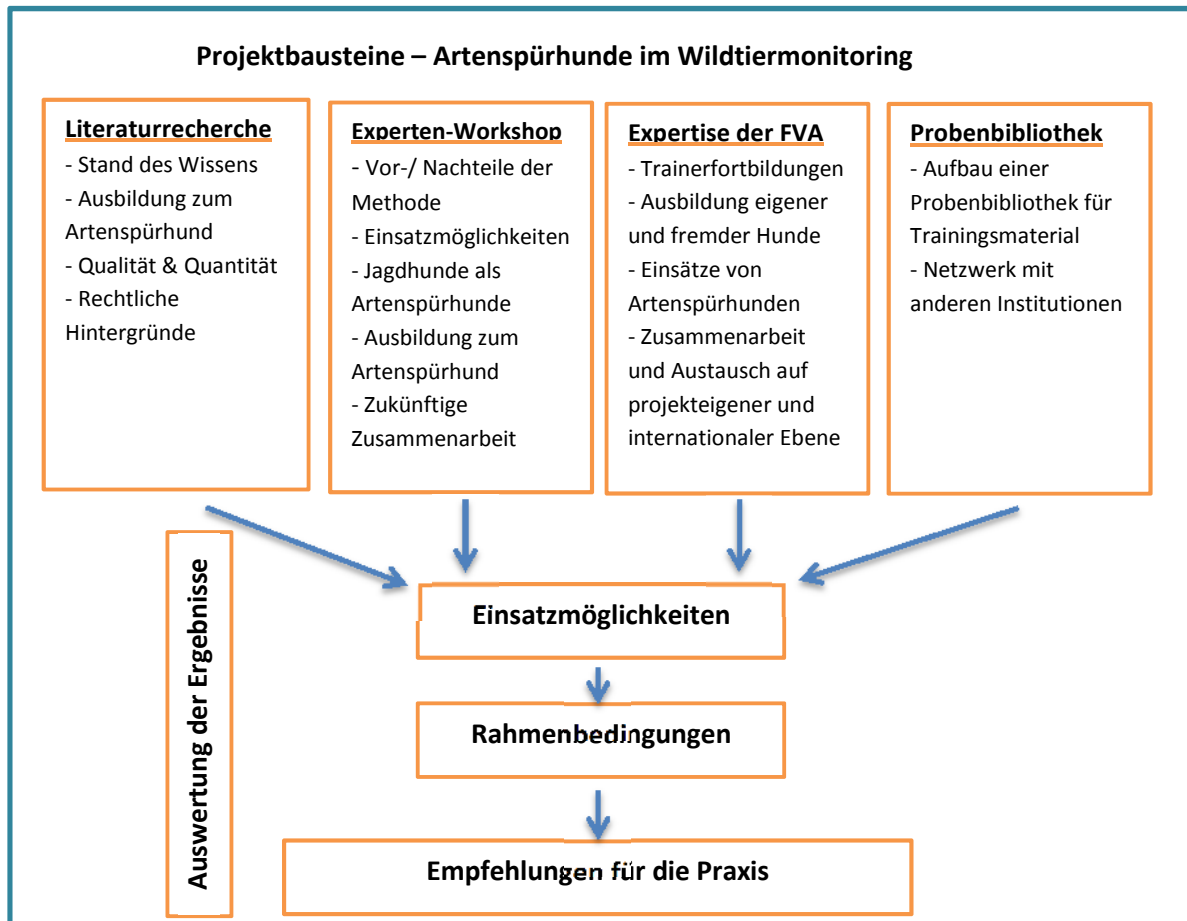 Projektbausteine – Artenspürhunde im Wildtiermonitoring
Literaturrecherche
- Stand des Wissens
- Ausbildung zum
Artenspürhund
- Qualität & Quantität
- Rechtliche
Hintergründe
Experten-Workshop
- Vor-/ Nachteile der
Methode
- Einsatzmöglichkeiten
- Jagdhunde als
Artenspürhunde
- Ausbildung zum
Artenspürhund
- Zukünftige
Zusammenarbeit
Expertise der FVA
- Trainerfortbildungen
- Ausbildung eigener
und fremder Hunde
- Einsätze von
Artenspürhunden
- Zusammenarbeit
und Austausch auf
projekteigener und
internationaler Ebene
Probenbibliothek
- Aufbau einer
Probenbibliothek für
Trainingsmaterial
- Netzwerk mit
anderen Institutionen
Auswertung der Ergebnisse
Einsatzmöglichkeiten
Rahmenbedingungen
Empfehlungen für die Praxis